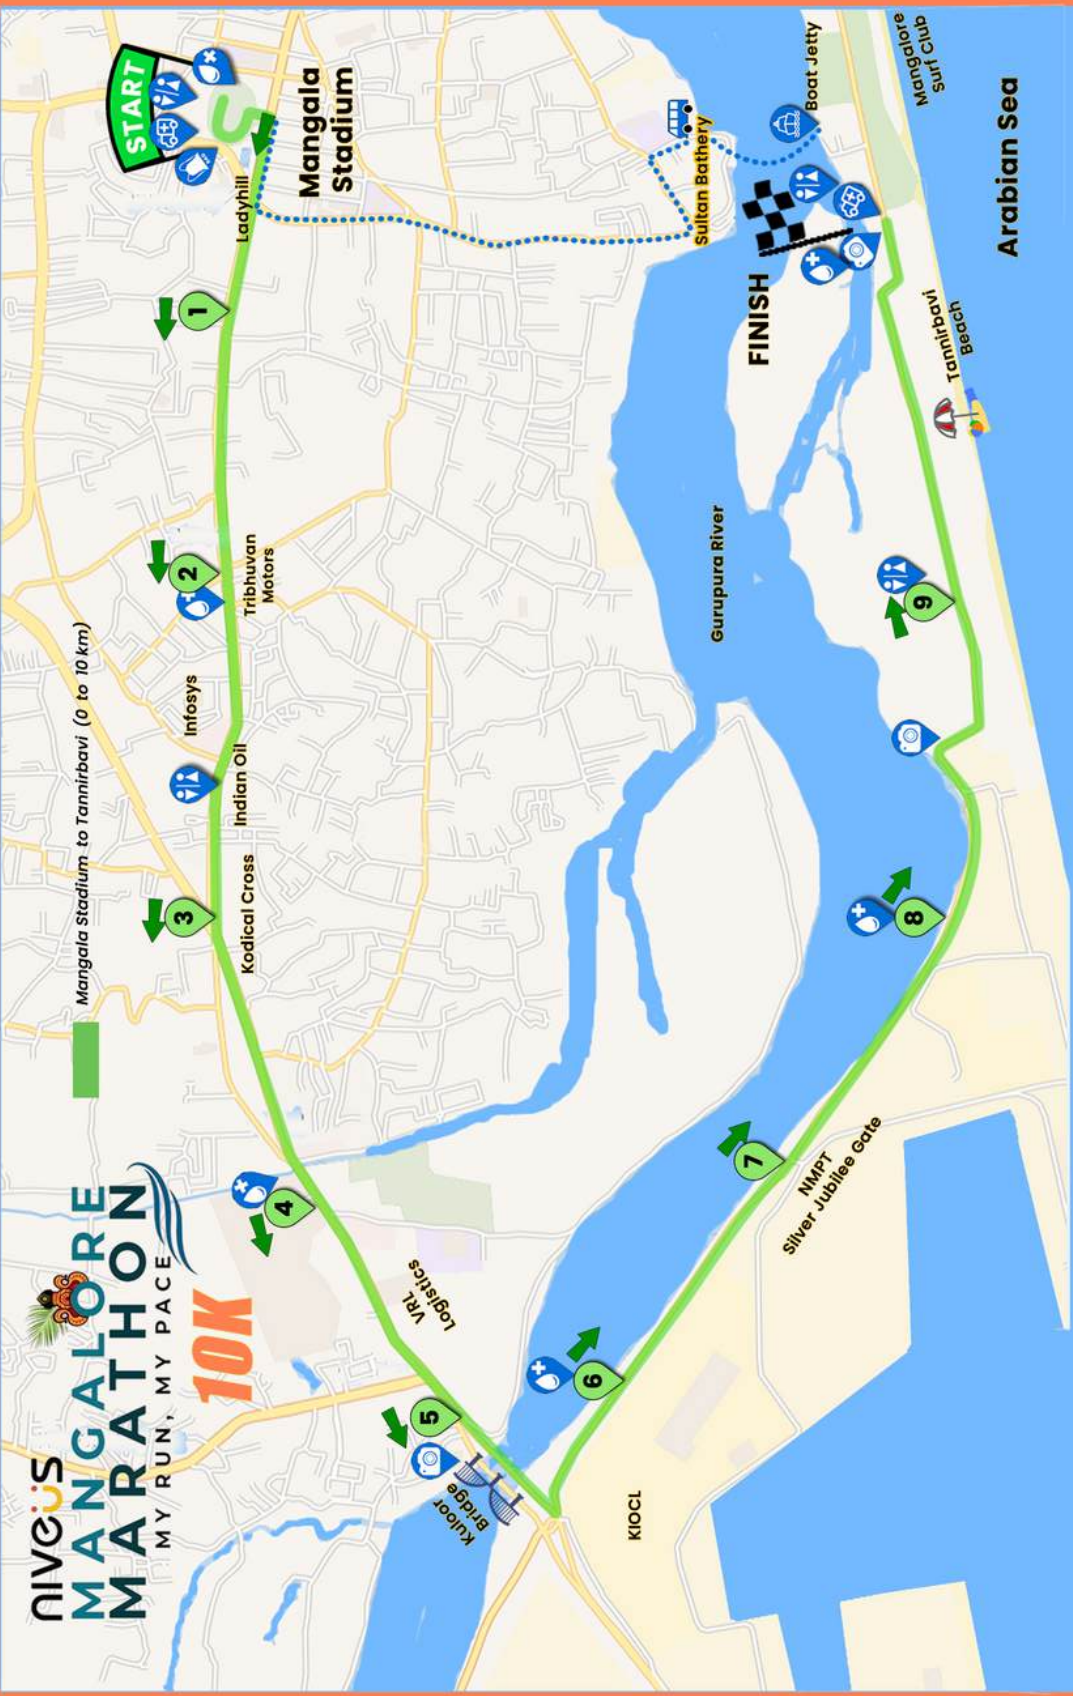 niveüs
MANGALORE
MARATHON
MY RUN, MY PACE
10K
Mangala Stadium to Tannirbavi (0 to 10 km)
START
Mangala
Stadium
Ladyhill
1
2
Tribhuvan
Motors
Infosys
Indian Oil
3
Kodical Cross
4
VRL
Logistics
5
Kuloor
Bridge
KIOCL
6
7
NMPT
Silver Jubilee Gate
8
9
Gurupura River
Tannirbavi
Beach
FINISH
Sultan Bathery
Boat Jetty
Mangalore
Surf Club
Arabian Sea